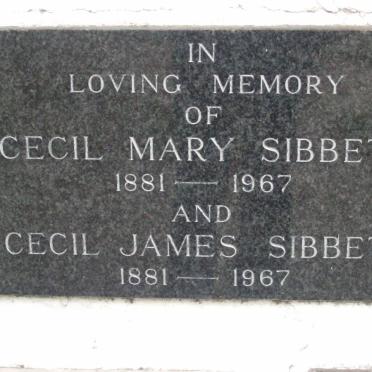 IN
LOVING MEMORY
OF
CECIL MARY SIBBET
1881 — 1967
AND
CECIL JAMES SIBBET
1881 — 1967